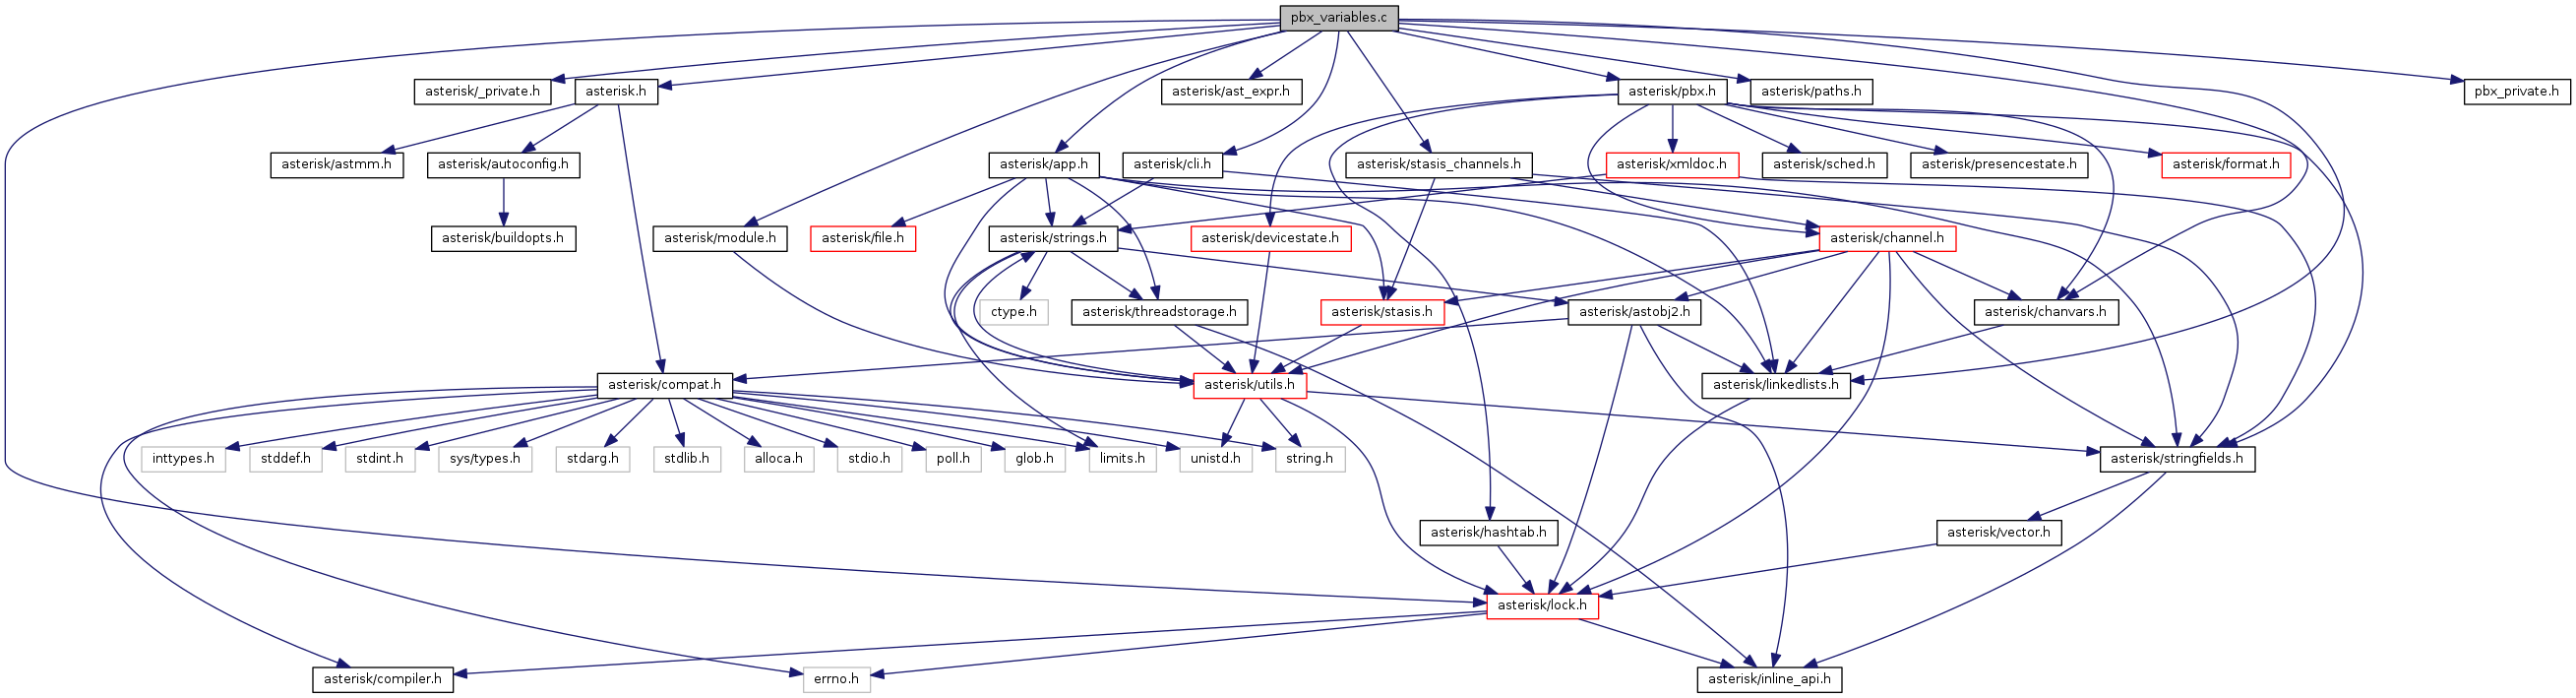 pbx_variables.c
asterisk/_private.h
asterisk.h
asterisk/ast_expr.h
asterisk/pbx.h
asterisk/paths.h
pbx_private.h
asterisk/astmm.h
asterisk/autoconfig.h
asterisk/app.h
asterisk/cli.h
asterisk/stasis_channels.h
asterisk/xmldoc.h
asterisk/sched.h
asterisk/presencestate.h
asterisk/format.h
asterisk/buildopts.h
asterisk/module.h
asterisk/file.h
asterisk/strings.h
asterisk/devicestate.h
asterisk/channel.h
ctype.h
asterisk/threadstorage.h
asterisk/stasis.h
asterisk/astobj2.h
asterisk/chanvars.h
asterisk/compat.h
asterisk/utils.h
asterisk/linkedlists.h
inttypes.h
stddef.h
stdint.h
sys/types.h
stdarg.h
stdlib.h
alloca.h
stdio.h
poll.h
glob.h
limits.h
unistd.h
string.h
asterisk/stringfields.h
asterisk/hashtab.h
asterisk/vector.h
asterisk/lock.h
asterisk/compiler.h
errno.h
asterisk/inline_api.h